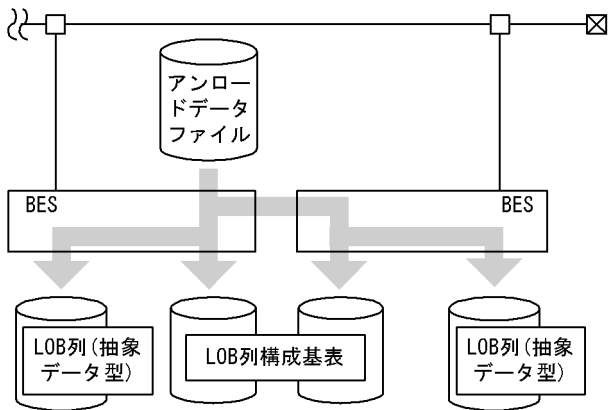 アンロー
ドデータ
ファイル
BES
BES
LOB列(抽象
データ型)
LOB列構成基表
LOB列(抽象
データ型)